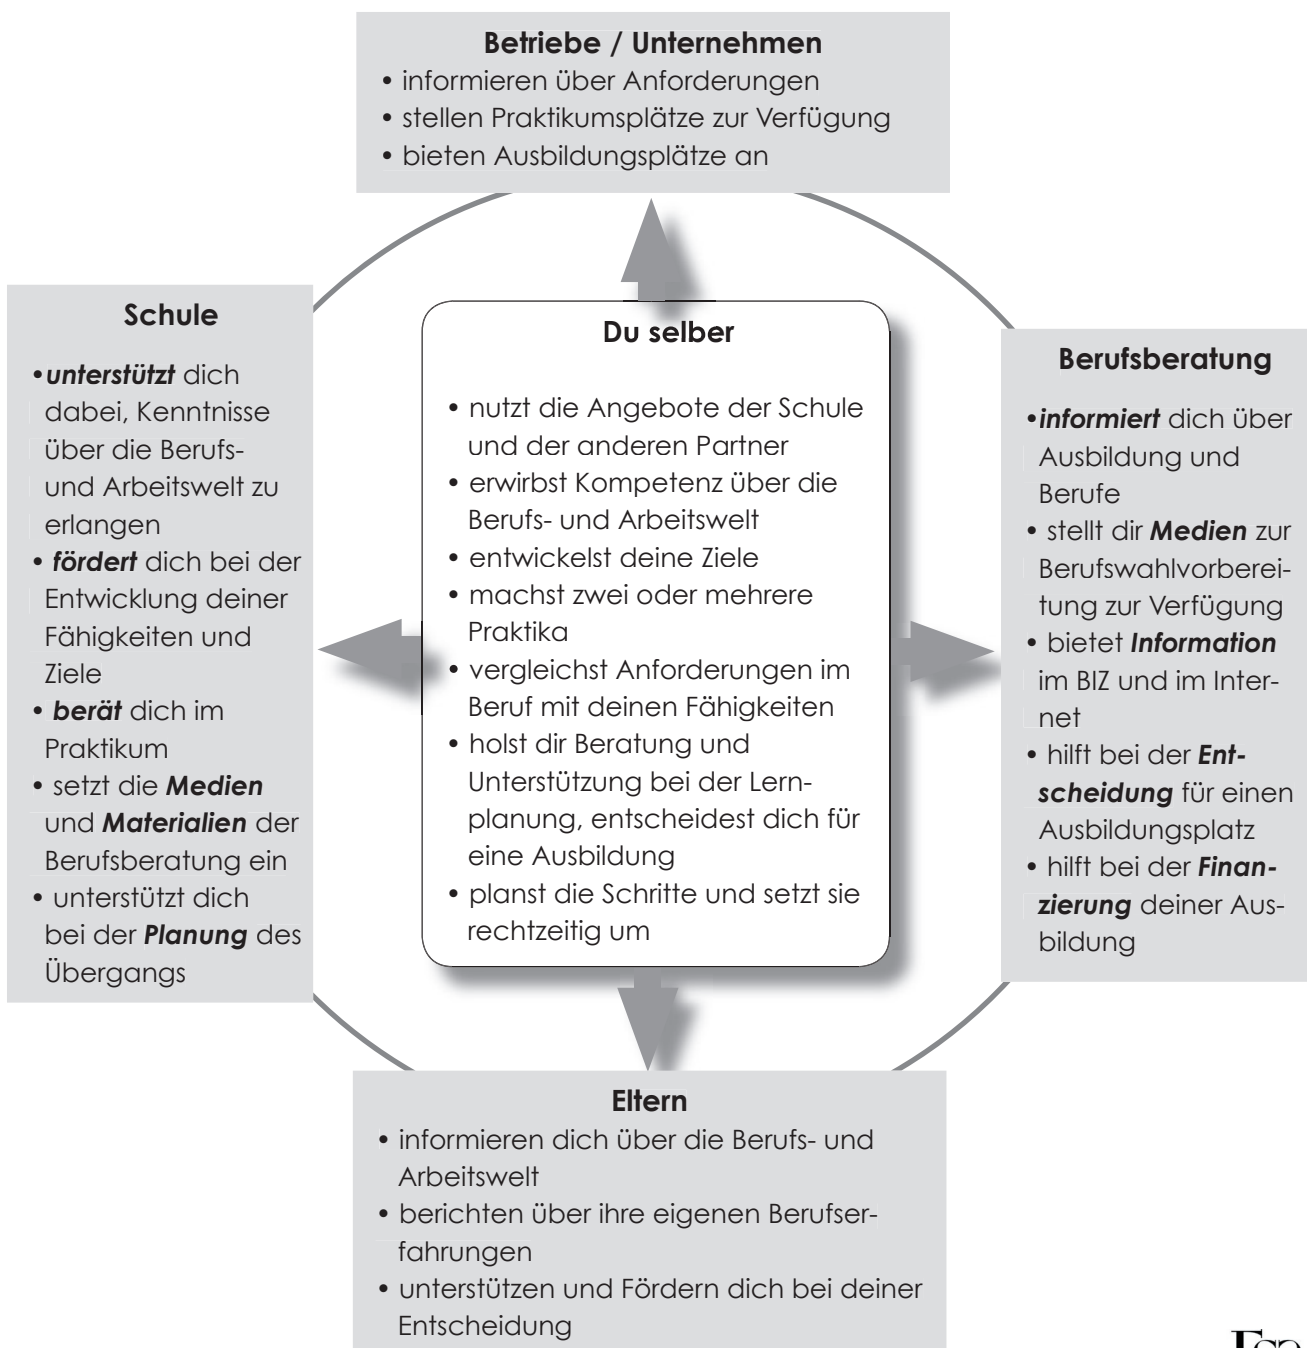 Betriebe / Unternehmen
• informieren über Anforderungen
• stellen Praktikumsplätze zur Verfügung
• bieten Ausbildungsplätze an
Schule
•unterstützt dich
dabei, Kenntnisse
über die Berufs-
und Arbeitswelt zu
erlangen
• fördert dich bei der
Entwicklung deiner
Fähigkeiten und
Ziele
• berät dich im
Praktikum
• setzt die Medien
und Materialien der
Berufsberatung ein
• unterstützt dich
bei der Planung des
Übergangs
Du selber
• nutzt die Angebote der Schule
und der anderen Partner
• erwirbst Kompetenz über die
Berufs- und Arbeitswelt
• entwickelst deine Ziele
• machst zwei oder mehrere
Praktika
• vergleichst Anforderungen im
Beruf mit deinen Fähigkeiten
• holst dir Beratung und
Unterstützung bei der Lern-
planung, entscheidest dich für
eine Ausbildung
• planst die Schritte und setzt sie
rechtzeitig um
Berufsberatung
•informiert dich über
Ausbildung und
Berufe
• stellt dir Medien zur
Berufswahlvorberei-
tung zur Verfügung
• bietet Information
im BIZ und im Inter-
net
• hilft bei der Ent-
scheidung für einen
Ausbildungsplatz
• hilft bei der Finan-
zierung deiner Aus-
bildung
Eltern
• informieren dich über die Berufs- und
Arbeitswelt
• berichten über ihre eigenen Berufser-
fahrungen
• unterstützen und Fördern dich bei deiner
Entscheidung